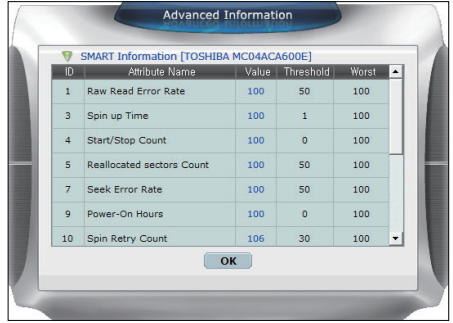 Advanced Information
SMART Information [TOSHIBA MC04ACA600E]
ID Attribute Name Value Threshold Worst
1 Raw Read Error Rate 100 50 100
3 Spin up Time 100 1 100
4 Start/Stop Count 100 0 100
5 Reallocated sectors Count 100 50 100
7 Seek Error Rate 100 50 100
9 Power-On Hours 100 0 100
10 Spin Retry Count 106 30 100
OK